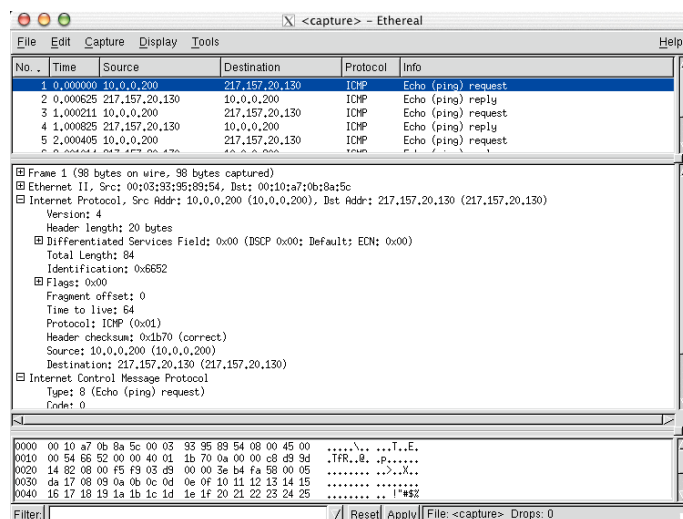 <capture> – Ethereal
File Edit Capture Display Tools Help
No. . Time Source Destination Protocol Info
1 0.000000 10.0.0.200 217.157.20.130 ICMP Echo (ping) request
2 0.000625 217.157.20.130 10.0.0.200 ICMP Echo (ping) reply
3 1.000211 10.0.0.200 217.157.20.130 ICMP Echo (ping) request
4 1.000825 217.157.20.130 10.0.0.200 ICMP Echo (ping) reply
5 2.000405 10.0.0.200 217.157.20.130 ICMP Echo (ping) request
Frame 1 (98 bytes on wire, 98 bytes captured)
Ethernet II, Src: 00:03:93:95:89:54, Dst: 00:10:a7:0b:8a:5c
Internet Protocol, Src Addr: 10.0.0.200 (10.0.0.200), Dst Addr: 217.157.20.130 (217.157.20.130)
Version: 4
Header length: 20 bytes
Differentiated Services Field: 0x00 (DSCP 0x00: Default; ECN: 0x00)
Total Length: 84
Identification: 0x6652
Flags: 0x00
Fragment offset: 0
Time to live: 64
Protocol: ICMP (0x01)
Header checksum: 0x1b70 (correct)
Source: 10.0.0.200 (10.0.0.200)
Destination: 217.157.20.130 (217.157.20.130)
Internet Control Message Protocol
Type: 8 (Echo (ping) request)
Code: 0
0000 00 10 a7 0b 8a 5c 00 03 93 95 89 54 08 00 45 00 .....\.. ...T..E.
0010 00 54 66 52 00 00 40 01 1b 70 0a 00 00 c8 d9 9d .TfR..@. .p......
0020 14 82 08 00 f5 f9 03 d9 00 00 3e b4 fa 58 00 05 ........ ..>..X..
0030 da 17 08 09 0a 0b 0c 0d 0e 0f 10 11 12 13 14 15 ........ ........
0040 16 17 18 19 1a 1b 1c 1d 1e 1f 20 21 22 23 24 25 ........ .. !"#$%
Filter: / Reset Apply File: <capture> Drops: 0